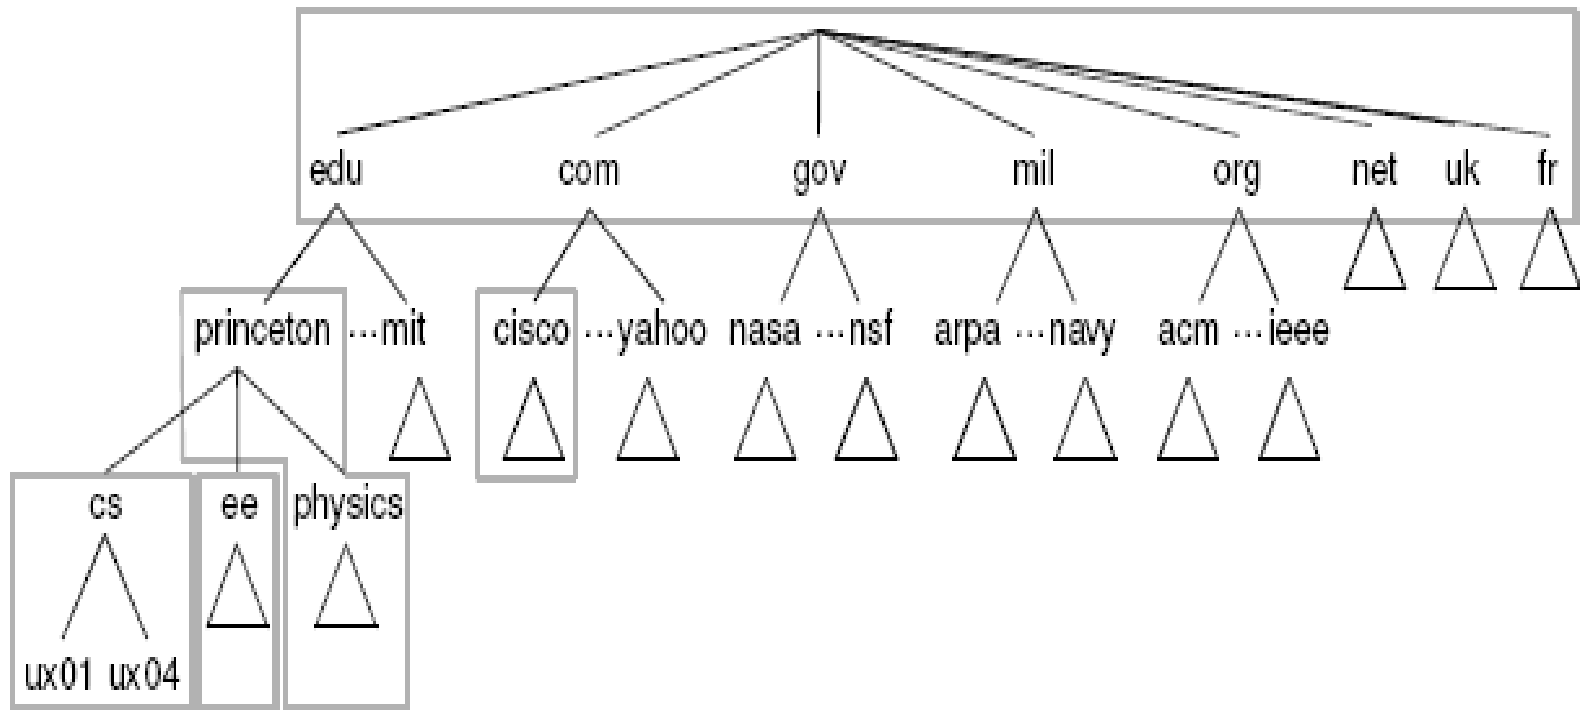 edu com gov mil org net uk fr
princeton ...mit cisco ...yahoo nasa ...nsf arpa ...navy acm ...ieee
cs ee physics
ux01 ux04